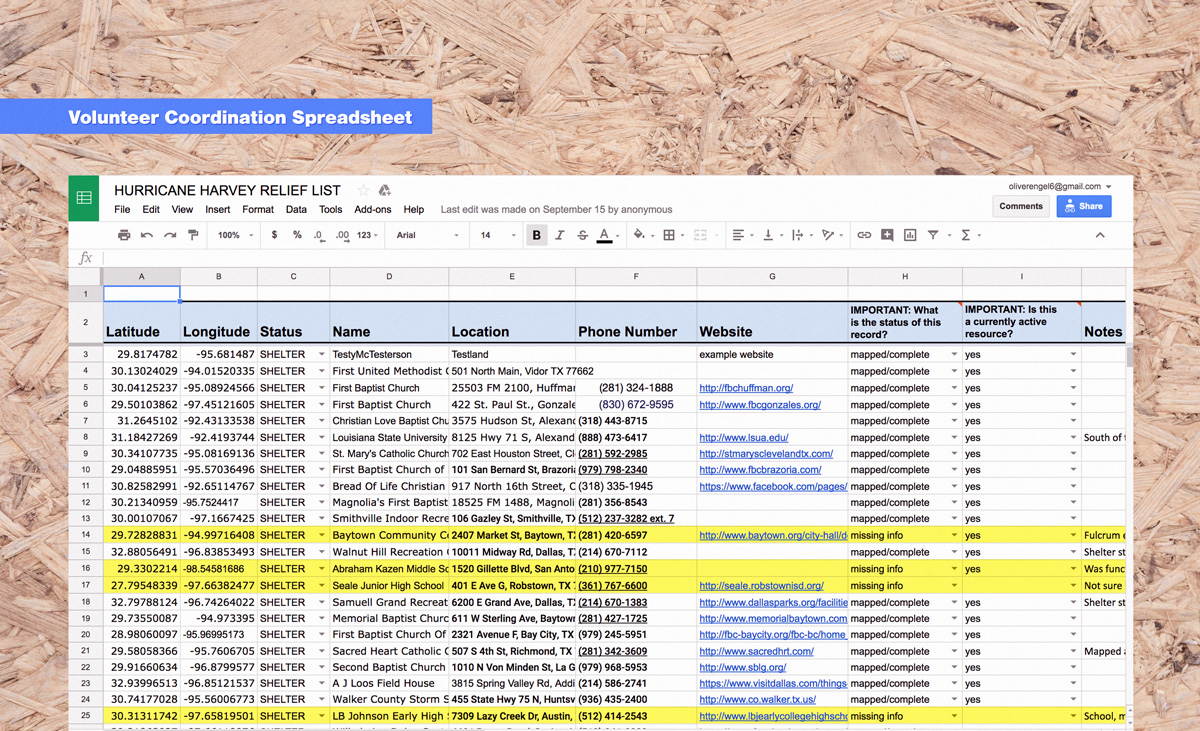 Volunteer Coordination Spreadsheet
HURRICANE HARVEY RELIEF LIST
oliverengel6@gmail.com
File Edit View Insert Format Data Tools Add-ons Help Last edit was made on September 15 by anonymous
Comments Share
100% $ % .0 .00 123 Arial 14 B I S A
fx
A B C D E F G H I
1
2 Latitude Longitude Status Name Location Phone Number Website IMPORTANT: What is the status of this record? IMPORTANT: Is this a currently active resource? Notes
3 29.8174782 -95.681487 SHELTER TestyMcTesterson Testland example website mapped/complete yes
4 30.13024029 -94.01520335 SHELTER First United Methodist C 501 North Main, Vidor TX 77662 mapped/complete yes
5 30.04125237 -95.08924566 SHELTER First Baptist Church 25503 FM 2100, Huffmar (281) 324-1888 http://fbchuffman.org/ mapped/complete yes
6 29.50103862 -97.45121605 SHELTER First Baptist Church 422 St. Paul St., Gonzale (830) 672-9595 http://www.fbcgonzales.org/ mapped/complete yes
7 31.2645102 -92.43133538 SHELTER Christian Love Baptist Chu 3575 Hudson St, Alexand (318) 443-8715 mapped/complete yes
8 31.18427269 -92.4193744 SHELTER Louisiana State University 8125 Hwy 71 S, Alexand (888) 473-6417 http://www.lsua.edu/ mapped/complete yes South of t
9 30.34107735 -95.08169136 SHELTER St. Mary's Catholic Church 702 East Houston Street, Cl (281) 592-2985 http://stmarysclevelandtx.com/ mapped/complete yes
10 29.04885951 -95.57036496 SHELTER First Baptist Church of 101 San Bernard St, Brazoria (979) 798-2340 http://www.fbcbrazoria.com/ mapped/complete yes
11 30.82582991 -92.65114767 SHELTER Bread Of Life Christian 917 North 16th Street, C (318) 335-1945 https://www.facebook.com/pages/ mapped/complete yes
12 30.21340959 -95.7524417 SHELTER Magnolia's First Baptist 18525 FM 1488, Magnoli (281) 356-8543 mapped/complete yes
13 30.00107067 -97.1667425 SHELTER Smithville Indoor Recre 106 Gazley St, Smithville, TX (512) 237-3282 ext. 7 mapped/complete yes
14 29.72828831 -94.99716408 SHELTER Baytown Community Co 2407 Market St, Baytown, T (281) 420-6597 http://www.baytown.org/city-hall/d missing info yes Fulcrum e
15 32.88056491 -96.83853493 SHELTER Walnut Hill Recreation 10011 Midway Rd, Dallas, T (214) 670-7112 mapped/complete yes Shelter st
16 29.3302214 -98.54581686 SHELTER Abraham Kazen Middle Sc 1520 Gillette Blvd, San Anto (210) 977-7150 missing info yes Was func
17 27.79548339 -97.66382477 SHELTER Seale Junior High School 401 E Ave G, Robstown, TX (361) 767-6600 http://seale.robstownisd.org/ missing info Not sure
18 32.79788124 -96.74264022 SHELTER Samuell Grand Recreat 6200 E Grand Ave, Dallas, T (214) 670-1383 http://www.dallasparks.org/facilitie mapped/complete yes Shelter st
19 29.73550087 -94.973395 SHELTER Memorial Baptist Churc 611 W Sterling Ave, Baytown (281) 427-1725 http://www.memorialbaytown.com mapped/complete yes
20 28.98060097 -95.96995173 SHELTER First Baptist Church Of 2321 Avenue F, Bay City, TX (979) 245-5951 http://fbc-baycity.org/fbc-bc/home_ mapped/complete yes
21 29.58058366 -95.7606705 SHELTER Sacred Heart Catholic C 507 S 4th St, Richmond, TX (281) 342-3609 http://www.sacredhrt.com/ mapped/complete yes Mapped a
22 29.91660634 -96.8799577 SHELTER Second Baptist Church 1010 N Von Minden St, La G (979) 968-5953 http://www.sblg.org/ mapped/complete yes
23 32.93996513 -96.85121537 SHELTER A J Loos Field House 3815 Spring Valley Rd, Addi (214) 586-2741 https://www.visitdallas.com/things- mapped/complete yes
24 30.74177028 -95.56006773 SHELTER Walker County Storm S 455 State Hwy 75 N, Huntsv (936) 435-2400 http://www.co.walker.tx.us/ mapped/complete yes
25 30.31311742 -97.65819501 SHELTER LB Johnson Early High 7309 Lazy Creek Dr, Austin, (512) 414-2543 http://www.lbjearlycollegehighscho missing info School, m